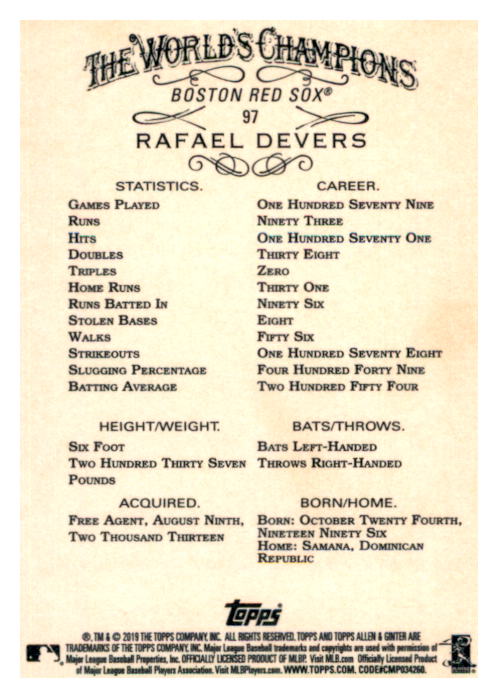 THE WORLD'S CHAMPIONS
BOSTON RED SOX®
97
RAFAEL DEVERS
STATISTICS. CAREER.
GAMES PLAYED ONE HUNDRED SEVENTY NINE
RUNS NINETY THREE
HITS ONE HUNDRED SEVENTY ONE
DOUBLES THIRTY EIGHT
TRIPLES ZERO
HOME RUNS THIRTY ONE
RUNS BATTED IN NINETY SIX
STOLEN BASES EIGHT
WALKS FIFTY SIX
STRIKEOUTS ONE HUNDRED SEVENTY EIGHT
SLUGGING PERCENTAGE FOUR HUNDRED FORTY NINE
BATTING AVERAGE TWO HUNDRED FIFTY FOUR
HEIGHT/WEIGHT.
SIX FOOT
TWO HUNDRED THIRTY SEVEN
POUNDS
BATS/THROWS.
BATS LEFT-HANDED
THROWS RIGHT-HANDED
ACQUIRED.
FREE AGENT, AUGUST NINTH,
TWO THOUSAND THIRTEEN
BORN/HOME.
BORN: OCTOBER TWENTY FOURTH,
NINETEEN NINETY SIX
HOME: SAMANA, DOMINICAN
REPUBLIC
topps
®, TM & © 2019 THE TOPPS COMPANY, INC. ALL RIGHTS RESERVED. TOPPS AND TOPPS ALLEN & GINTER ARE
TRADEMARKS OF THE TOPPS COMPANY, INC. Major League Baseball trademarks and copyrights are used with permission of
Major League Baseball Properties, Inc. OFFICIALLY LICENSED PRODUCT OF MLBP. Visit MLB.com Officially Licensed Product
of Major League Baseball Players Association. Visit MLBPlayers.com. WWW.TOPPS.COM. CODE#CMP034260.